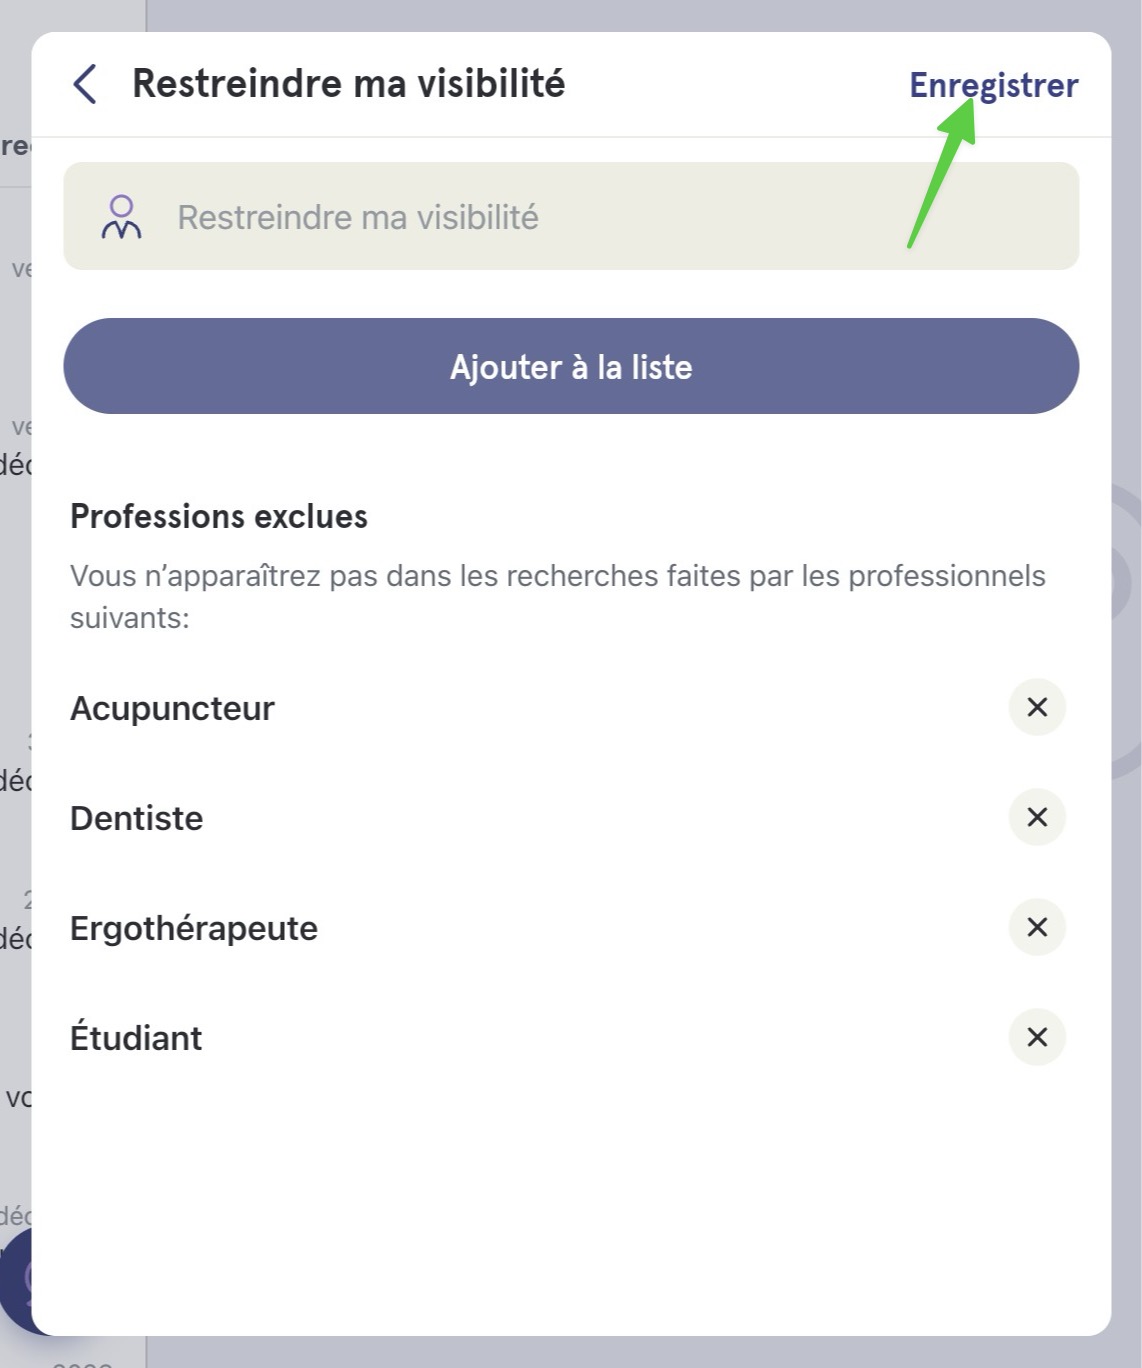 Restreindre ma visibilité
Enregistrer
Restreindre ma visibilité
Ajouter à la liste
Professions exclues
Vous n’apparaîtrez pas dans les recherches faites par les professionnels
suivants:
Acupuncteur
Dentiste
Ergothérapeute
Étudiant